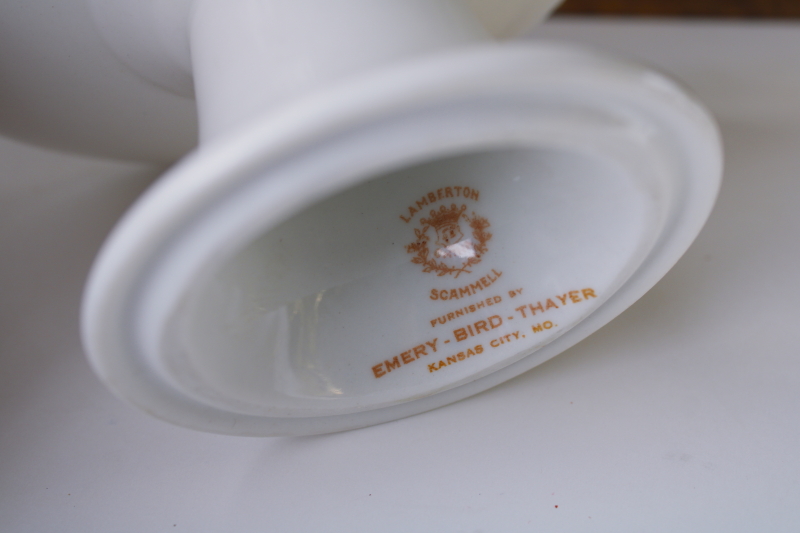 LAMBERTON
SCAMMELL
FURNISHED BY
EMERY-BIRD-THAYER
KANSAS CITY, MO.